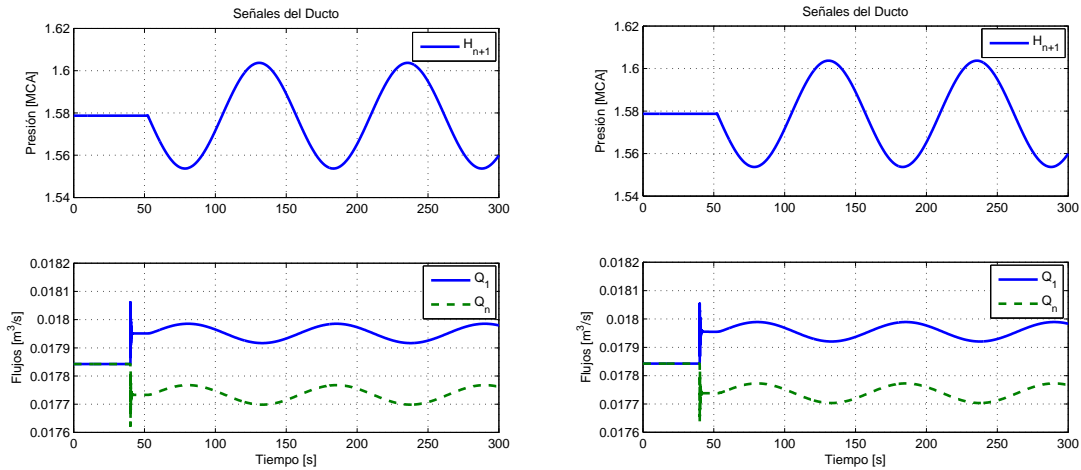 Señales del Ducto
1.62
1.6
1.58
1.56
1.54
Presión [MCA]
H_{n+1}
0 50 100 150 200 250 300
0.0182
0.0181
0.018
0.0179
0.0178
0.0177
0.0176
Flujos [m^3/s]
Q_1
Q_n
0 50 100 150 200 250 300
Tiempo [s]
Señales del Ducto
1.62
1.6
1.58
1.56
1.54
Presión [MCA]
H_{n+1}
0 50 100 150 200 250 300
0.0182
0.0181
0.018
0.0179
0.0178
0.0177
0.0176
Flujos [m^3/s]
Q_1
Q_n
0 50 100 150 200 250 300
Tiempo [s]